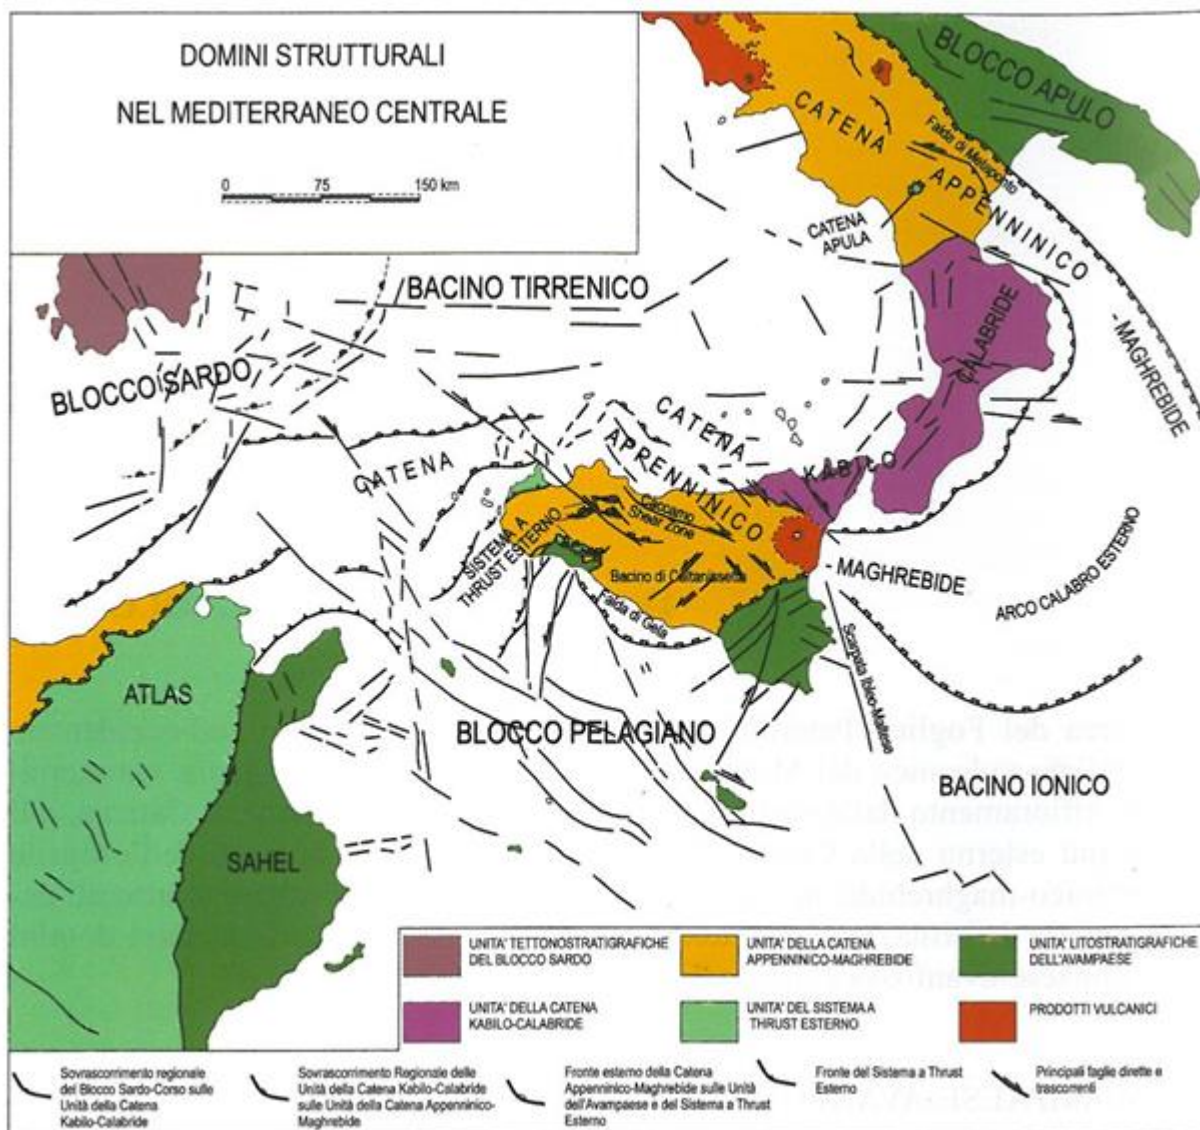 DOMINI STRUTTURALI
NEL MEDITERRANEO CENTRALE
0 75 150 km
BLOCCO APULO
CATENA
Falda di Metaponto
APPENNINICO
CATENA
APULA
BACINO TIRRENICO
- MAGHREBIDE
CALABRIDE
BLOCCO SARDO
CATENA
CATENA
APPENNINICO
KABILO
Caccamo
Shear Zone
SISTEMA A
THRUST ESTERNO
Bacino di Caltanissetta
- MAGHREBIDE
ARCO CALABRO ESTERNO
Falda di Gela
Scarpata Ibleo-Maltese
ATLAS
BLOCCO PELAGIANO
BACINO IONICO
SAHEL
UNITA' TETTONOSTRATIGRAFICHE
DEL BLOCCO SARDO
UNITA' DELLA CATENA
APPENNINICO-MAGHREBIDE
UNITA' LITOSTRATIGRAFICHE
DELL'AVAMPAESE
UNITA' DELLA CATENA
KABILO-CALABRIDE
UNITA' DEL SISTEMA A
THRUST ESTERNO
PRODOTTI VULCANICI
Sovrascorrimento regionale
del Blocco Sardo-Corso sulle
Unità della Catena
Kabilo-Calabride
Sovrascorrimento Regionale delle
Unità della Catena Kabilo-Calabride
sulle Unità della Catena Appenninico-
Maghrebide
Fronte esterno della Catena
Appenninico-Maghrebide sulle Unità
dell'Avampaese e del Sistema a Thrust
Esterno
Fronte del Sistema a Thrust
Esterno
Principali faglie dirette e
trascorrenti